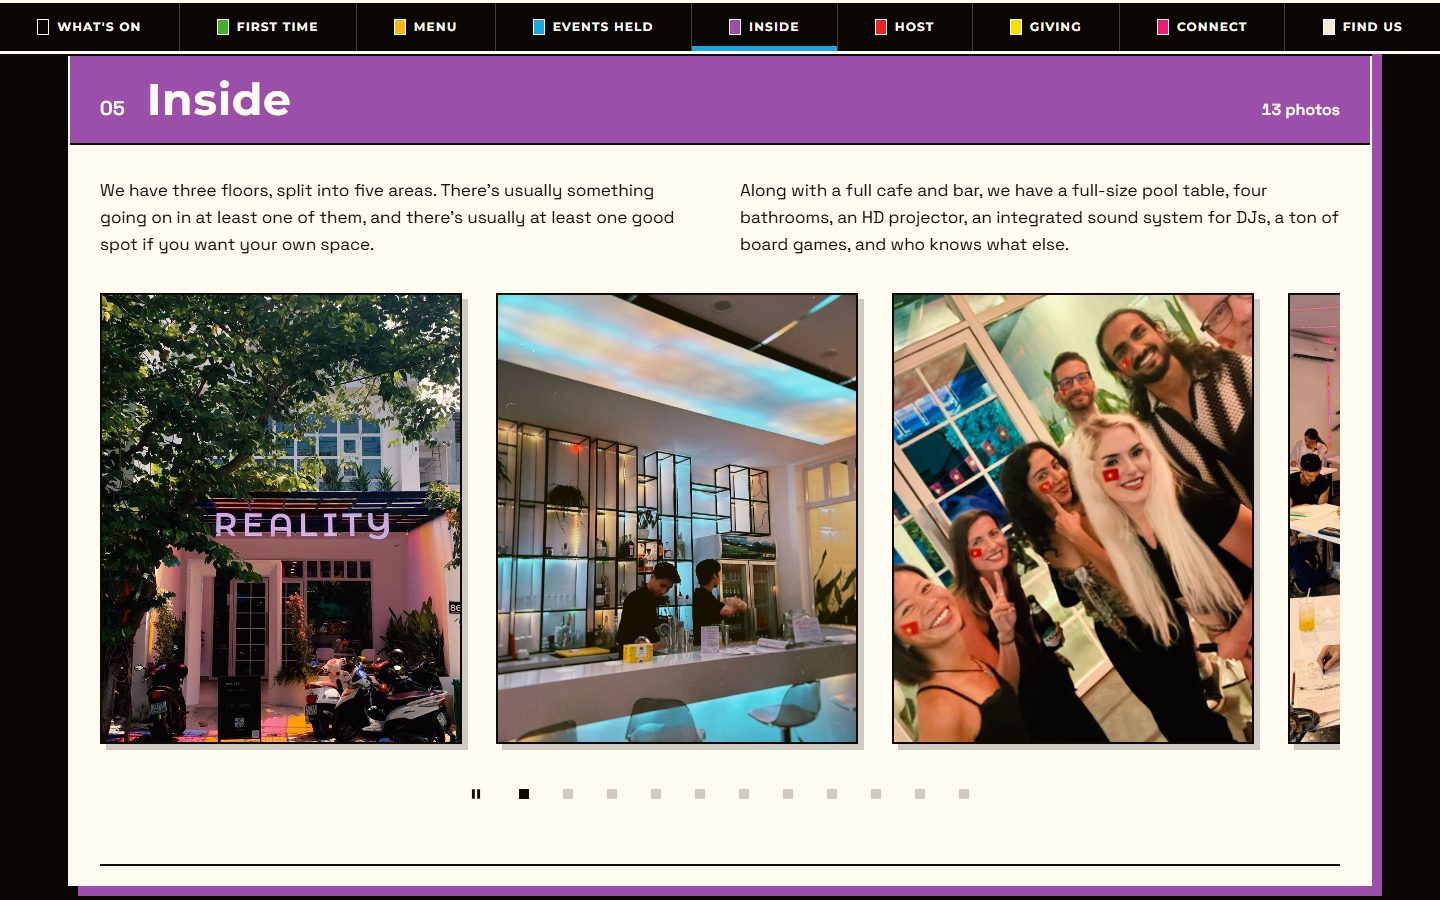 WHAT'S ON
FIRST TIME
MENU
EVENTS HELD
INSIDE
HOST
GIVING
CONNECT
FIND US
05 Inside
13 photos
We have three floors, split into five areas. There's usually something
going on in at least one of them, and there's usually at least one good
spot if you want your own space.
Along with a full cafe and bar, we have a full-size pool table, four
bathrooms, an HD projector, an integrated sound system for DJs, a ton of
board games, and who knows what else.
REALITY
86